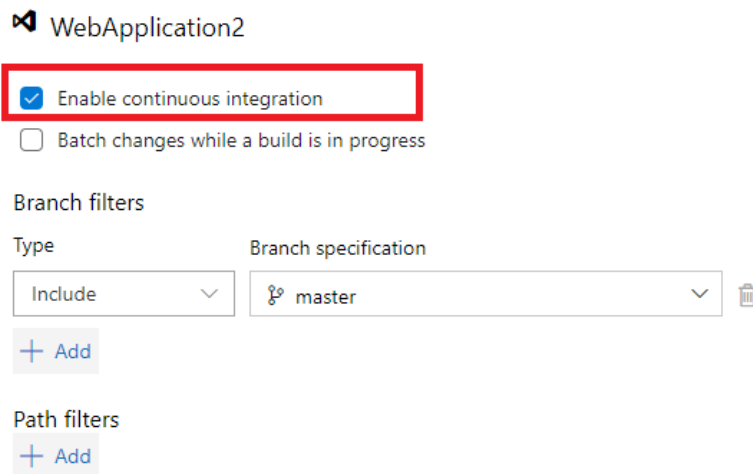 WebApplication2
Enable continuous integration
Batch changes while a build is in progress
Branch filters
Type Branch specification
Include master
+ Add
Path filters
+ Add